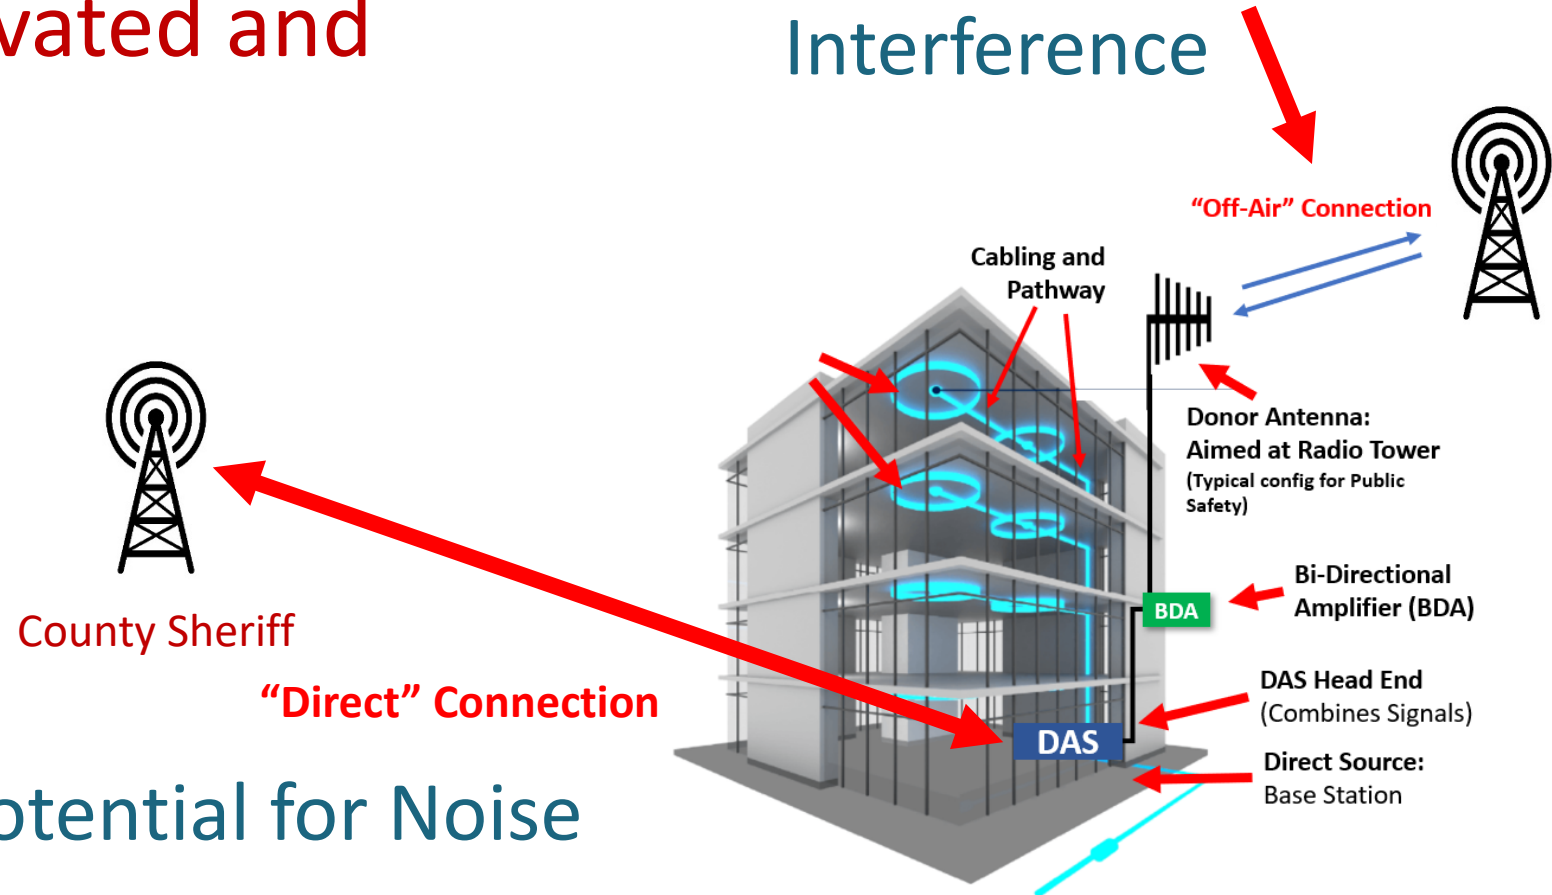 vated and
Interference
“Off-Air” Connection
Cabling and
Pathway
Donor Antenna:
Aimed at Radio Tower
(Typical config for Public
Safety)
Bi-Directional
Amplifier (BDA)
BDA
County Sheriff
“Direct” Connection
DAS Head End
(Combines Signals)
DAS
Direct Source:
Base Station
otential for Noise